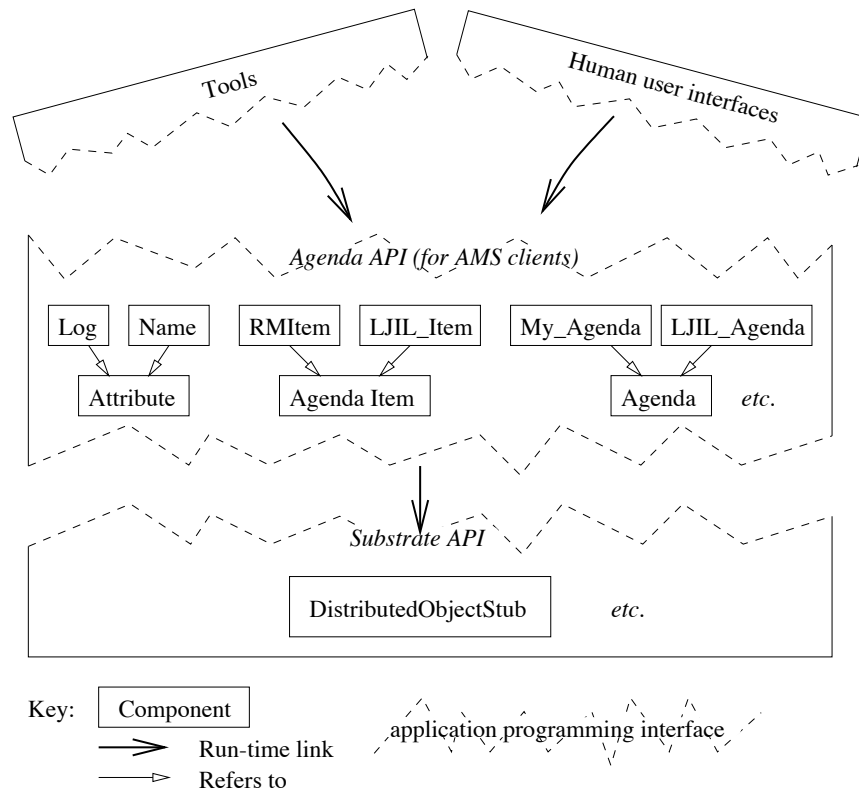 Tools
Human user interfaces
Agenda API (for AMS clients)
Log Name RMItem LJIL_Item My_Agenda LJIL_Agenda
Attribute Agenda Item Agenda etc.
Substrate API
DistributedObjectStub etc.
Key: Component application programming interface
Run-time link
Refers to